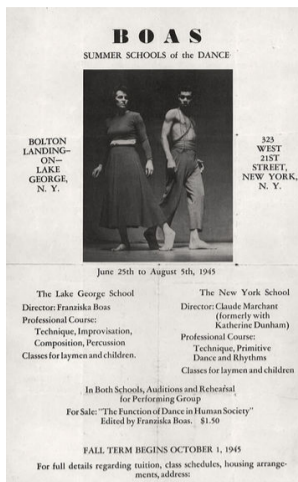 BOAS
SUMMER SCHOOLS of the DANCE
BOLTON
LANDING—
ON—
LAKE
GEORGE,
N. Y.
323
WEST
21ST
STREET,
NEW YORK,
N. Y.
June 25th to August 5th, 1945
The Lake George School
Director: Franziska Boas
Professional Course:
Technique, Improvisation,
Composition, Percussion
Classes for laymen and children.
The New York School
Director: Claude Marchant
(formerly with
Katherine Dunham)
Professional Course:
Technique, Primitive
Dance and Rhythms
Classes for laymen and children
In Both Schools, Auditions and Rehearsal
for Performing Group
For Sale: "The Function of Dance in Human Society"
Edited by Franziska Boas. $1.50
FALL TERM BEGINS OCTOBER 1, 1945
For full details regarding tuition, class schedules, housing arrange-
ments, address: